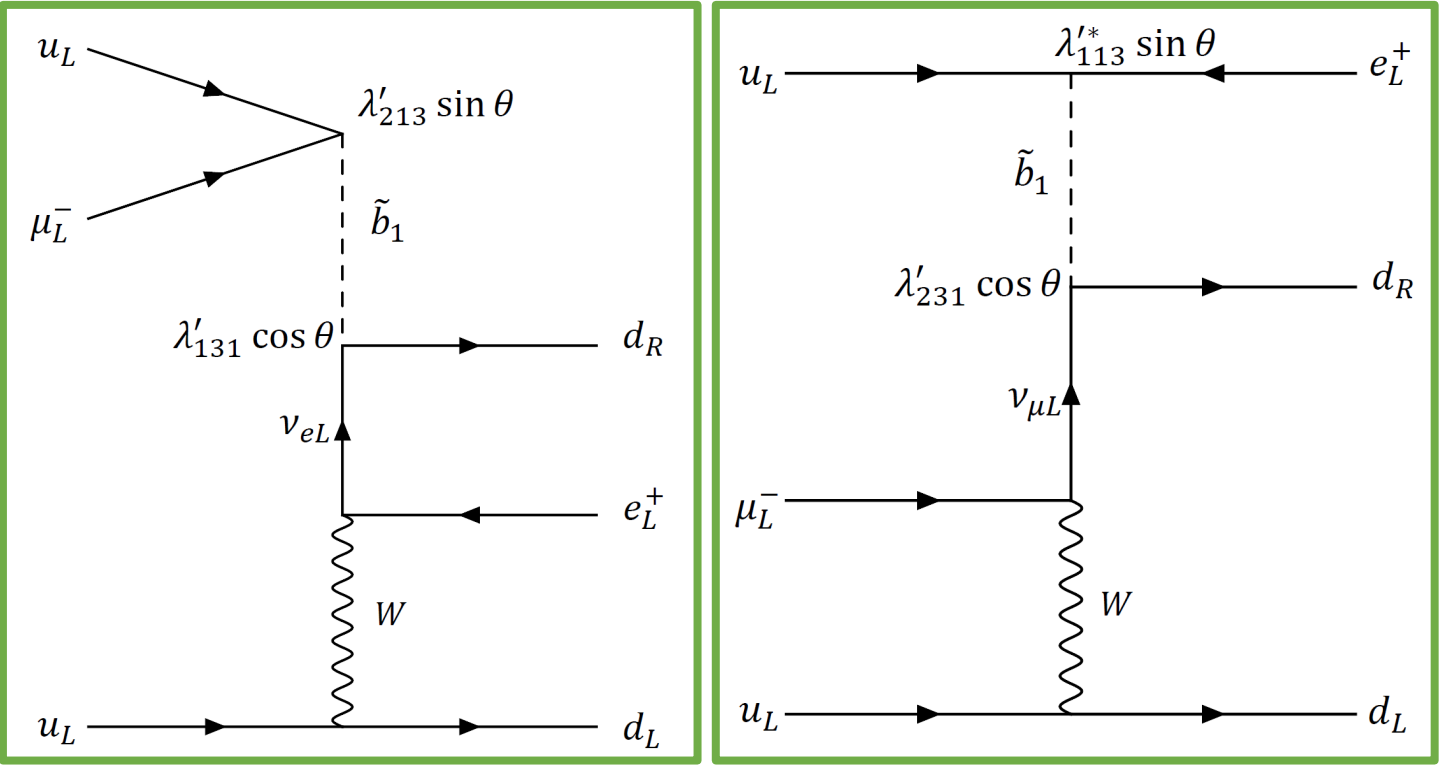 u_L
λ′_213 sin θ
μ_L^−
b̃_1
λ′_131 cos θ
d_R
ν_eL
e_L^+
W
u_L
d_L
λ′*_113 sin θ
u_L
e_L^+
b̃_1
λ′_231 cos θ
d_R
ν_μL
μ_L^−
W
u_L
d_L